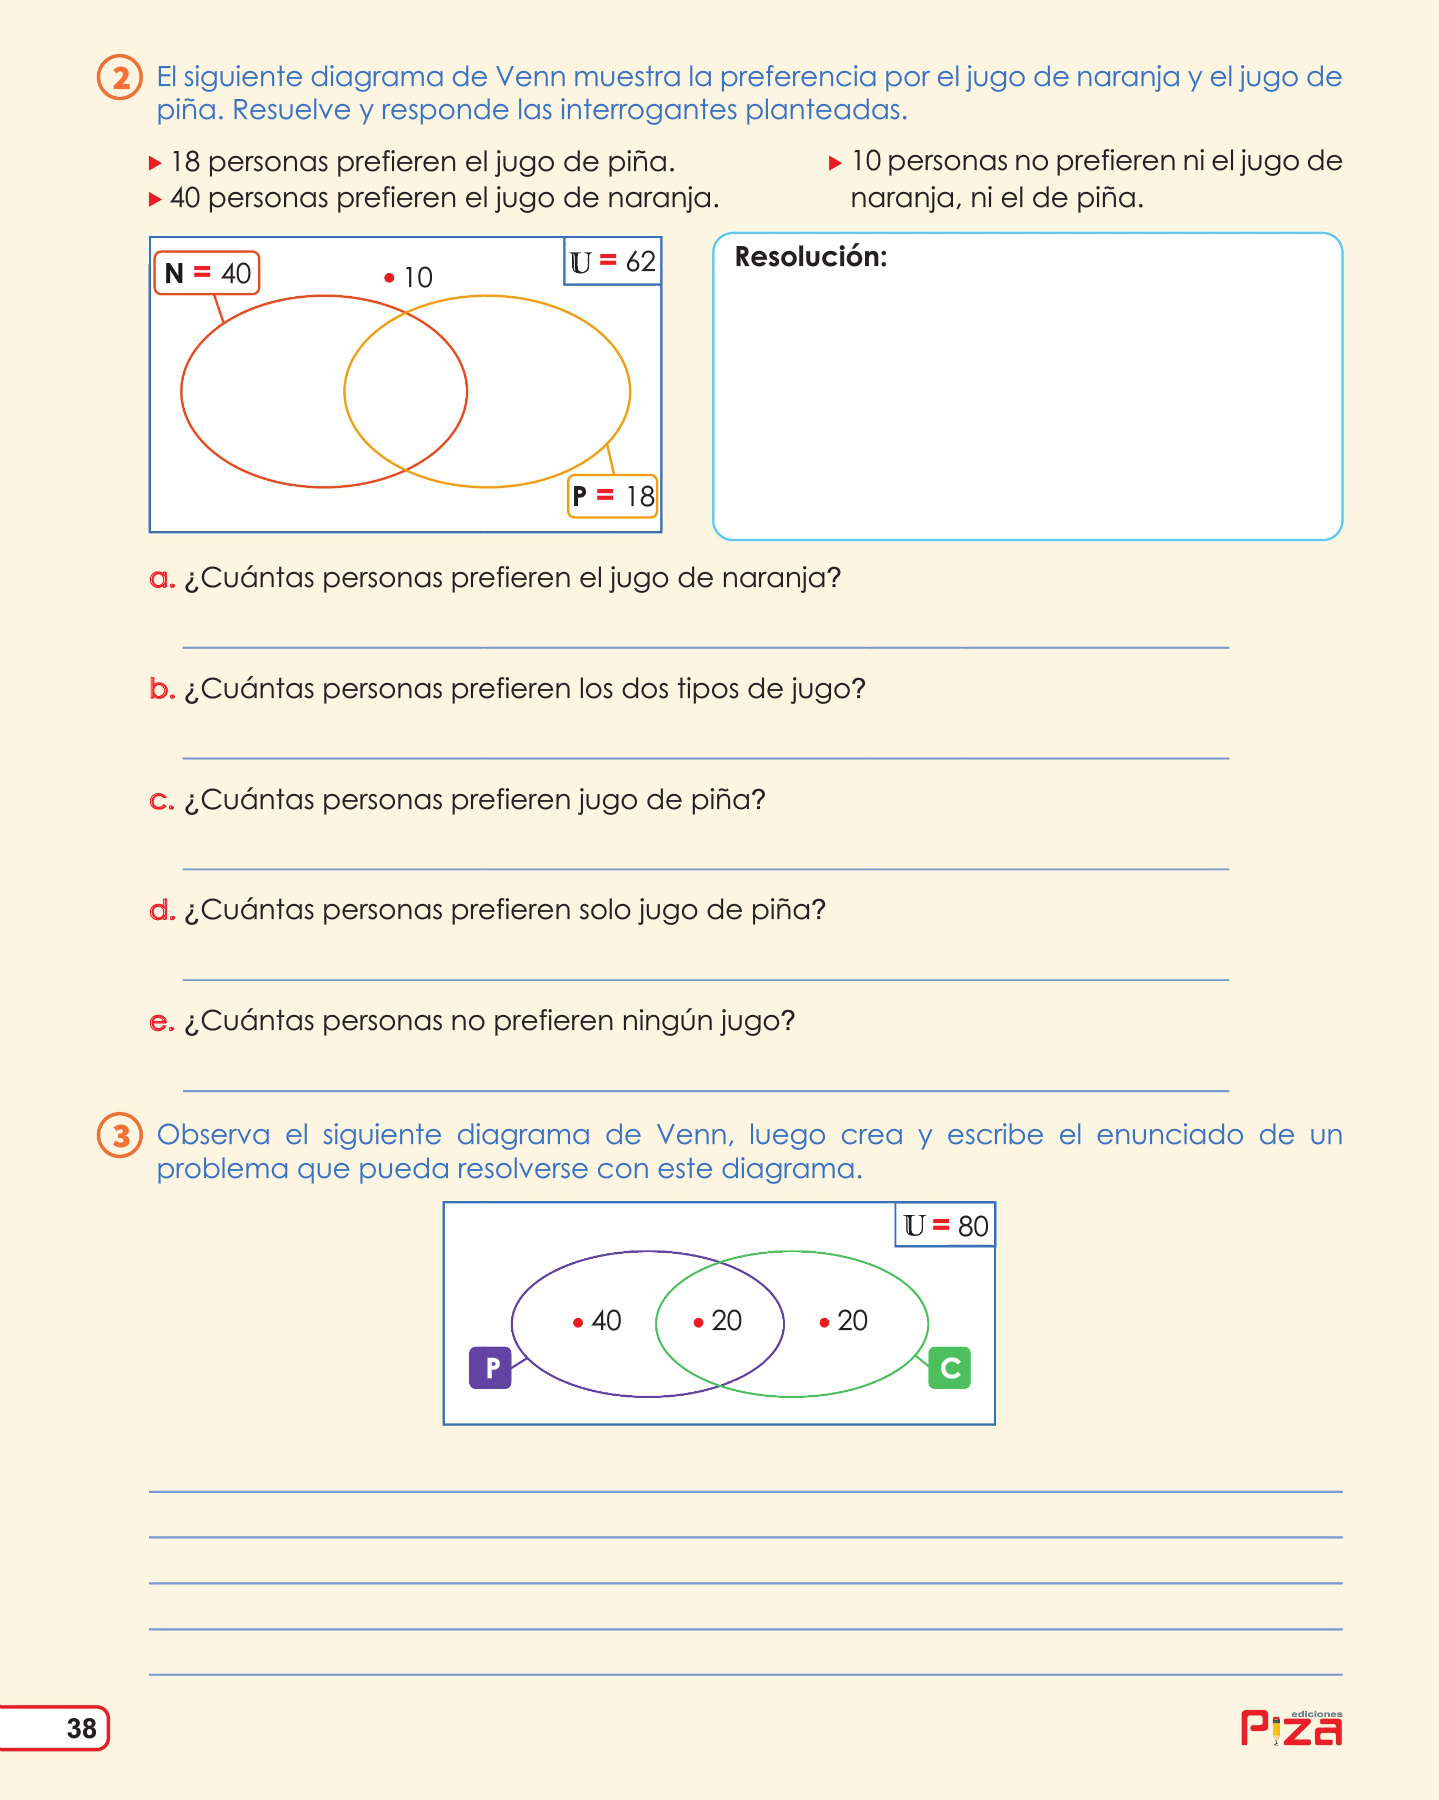 2 El siguiente diagrama de Venn muestra la preferencia por el jugo de naranja y el jugo de
piña. Resuelve y responde las interrogantes planteadas.
18 personas prefieren el jugo de piña.
40 personas prefieren el jugo de naranja.
10 personas no prefieren ni el jugo de
naranja, ni el de piña.
N = 40
• 10
𝕌 = 62
P = 18
Resolución:
a. ¿Cuántas personas prefieren el jugo de naranja?
b. ¿Cuántas personas prefieren los dos tipos de jugo?
c. ¿Cuántas personas prefieren jugo de piña?
d. ¿Cuántas personas prefieren solo jugo de piña?
e. ¿Cuántas personas no prefieren ningún jugo?
3 Observa el siguiente diagrama de Venn, luego crea y escribe el enunciado de un
problema que pueda resolverse con este diagrama.
𝕌 = 80
• 40 • 20 • 20
P C
38
ediciones
Piza